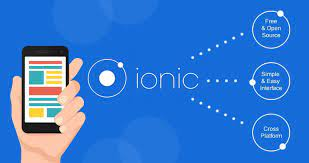 ionic
Free
& Open
Source
Simple
& Easy
Interface
Cross
Platform